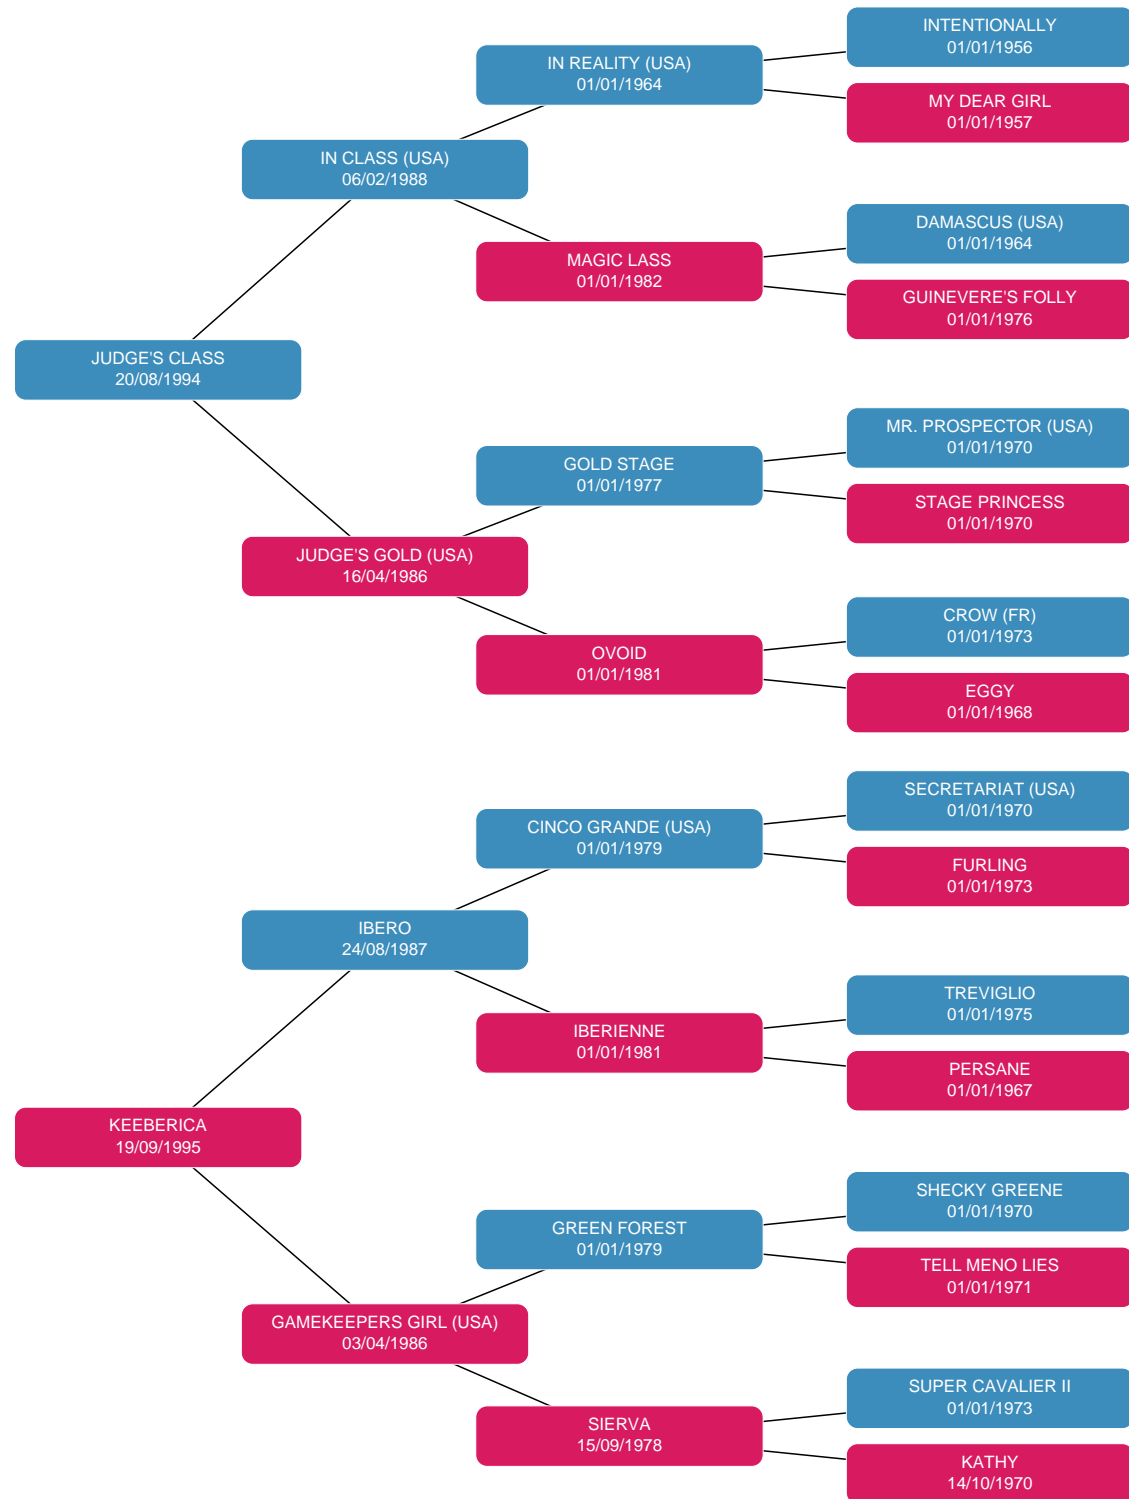 INTENTIONALLY
01/01/1956
IN REALITY (USA)
01/01/1964
MY DEAR GIRL
01/01/1957
IN CLASS (USA)
06/02/1988
DAMASCUS (USA)
01/01/1964
MAGIC LASS
01/01/1982
GUINEVERE'S FOLLY
01/01/1976
JUDGE'S CLASS
20/08/1994
MR. PROSPECTOR (USA)
01/01/1970
GOLD STAGE
01/01/1977
STAGE PRINCESS
01/01/1970
JUDGE'S GOLD (USA)
16/04/1986
CROW (FR)
01/01/1973
OVOID
01/01/1981
EGGY
01/01/1968
SECRETARIAT (USA)
01/01/1970
CINCO GRANDE (USA)
01/01/1979
FURLING
01/01/1973
IBERO
24/08/1987
TREVIGLIO
01/01/1975
IBERIENNE
01/01/1981
PERSANE
01/01/1967
KEEBERICA
19/09/1995
SHECKY GREENE
01/01/1970
GREEN FOREST
01/01/1979
TELL MENO LIES
01/01/1971
GAMEKEEPERS GIRL (USA)
03/04/1986
SUPER CAVALIER II
01/01/1973
SIERVA
15/09/1978
KATHY
14/10/1970